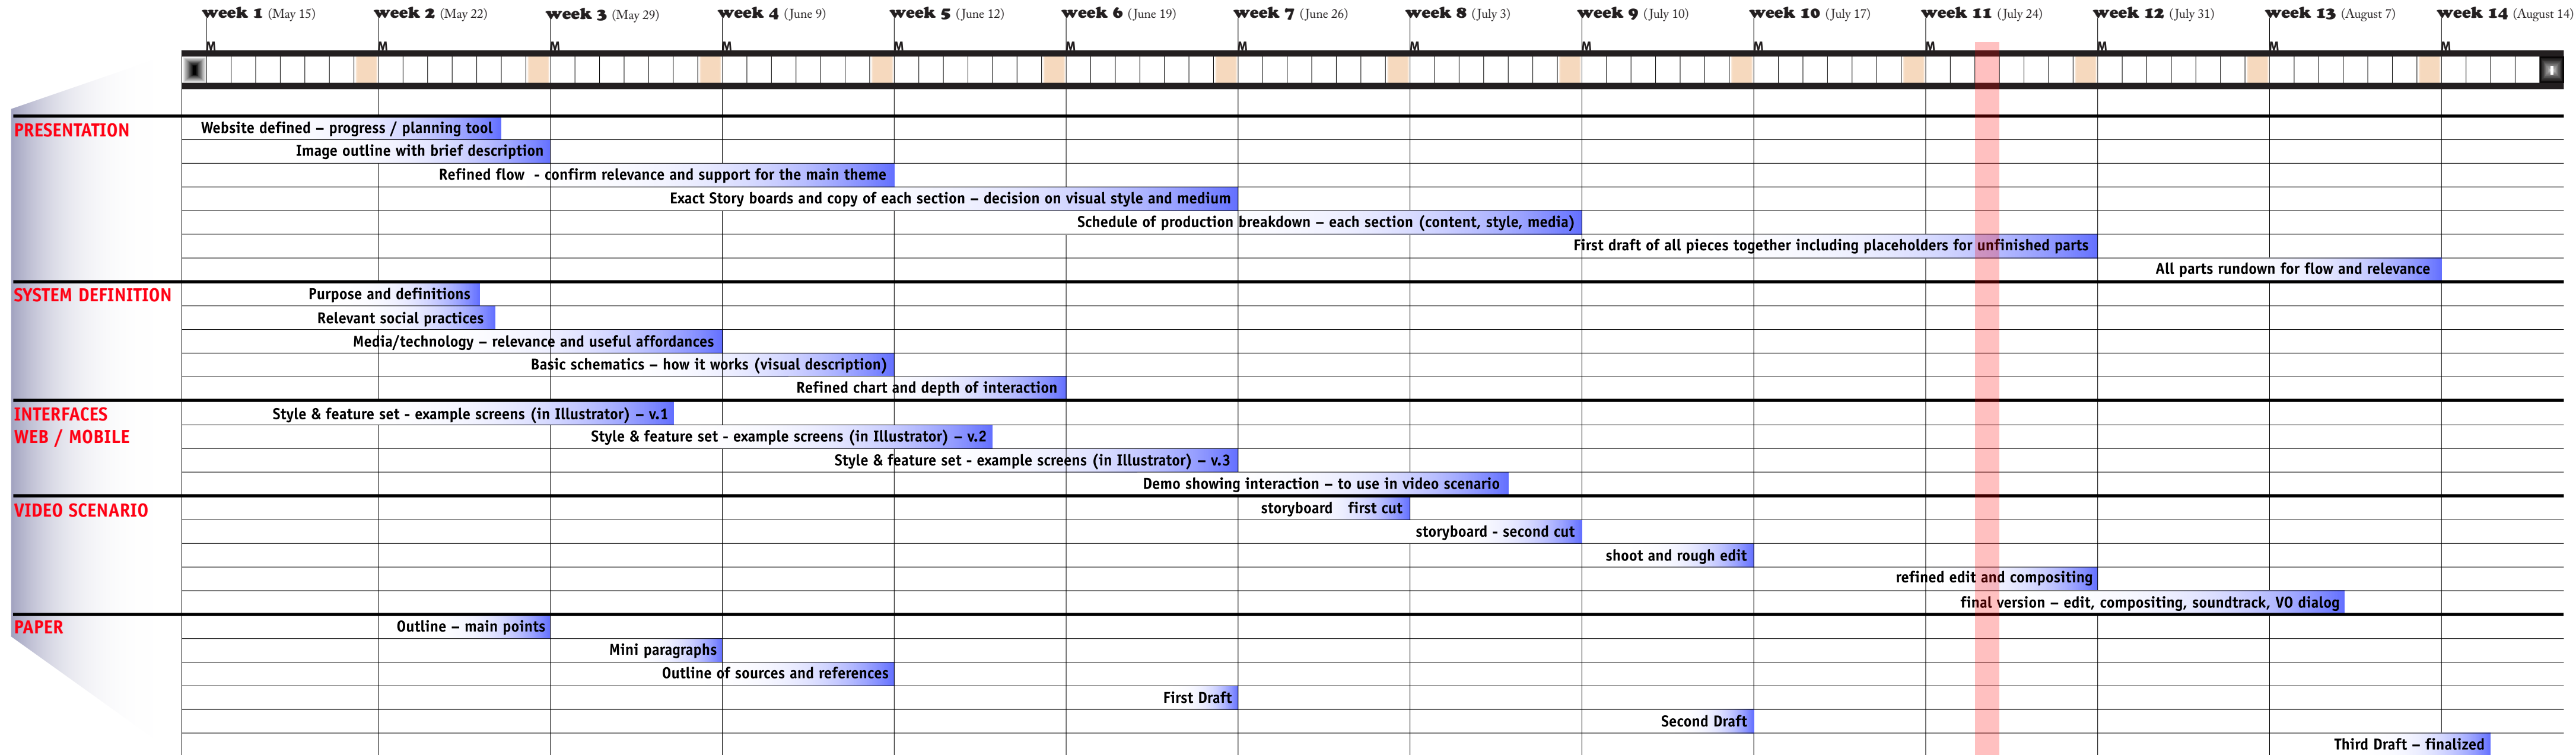 week 1 (May 15) week 2 (May 22) week 3 (May 29) week 4 (June 9) week 5 (June 12) week 6 (June 19) week 7 (June 26) week 8 (July 3) week 9 (July 10) week 10 (July 17) week 11 (July 24) week 12 (July 31) week 13 (August 7) week 14 (August 14)
M M M M M M M M M M M M M M
PRESENTATION
Website defined – progress / planning tool
Image outline with brief description
Refined flow - confirm relevance and support for the main theme
Exact Story boards and copy of each section – decision on visual style and medium
Schedule of production breakdown – each section (content, style, media)
First draft of all pieces together including placeholders for unfinished parts
All parts rundown for flow and relevance
SYSTEM DEFINITION
Purpose and definitions
Relevant social practices
Media/technology – relevance and useful affordances
Basic schematics – how it works (visual description)
Refined chart and depth of interaction
INTERFACES
WEB / MOBILE
Style & feature set - example screens (in Illustrator) – v.1
Style & feature set - example screens (in Illustrator) – v.2
Style & feature set - example screens (in Illustrator) – v.3
Demo showing interaction – to use in video scenario
VIDEO SCENARIO
storyboard first cut
storyboard - second cut
shoot and rough edit
refined edit and compositing
final version – edit, compositing, soundtrack, VO dialog
PAPER
Outline – main points
Mini paragraphs
Outline of sources and references
First Draft
Second Draft
Third Draft – finalized